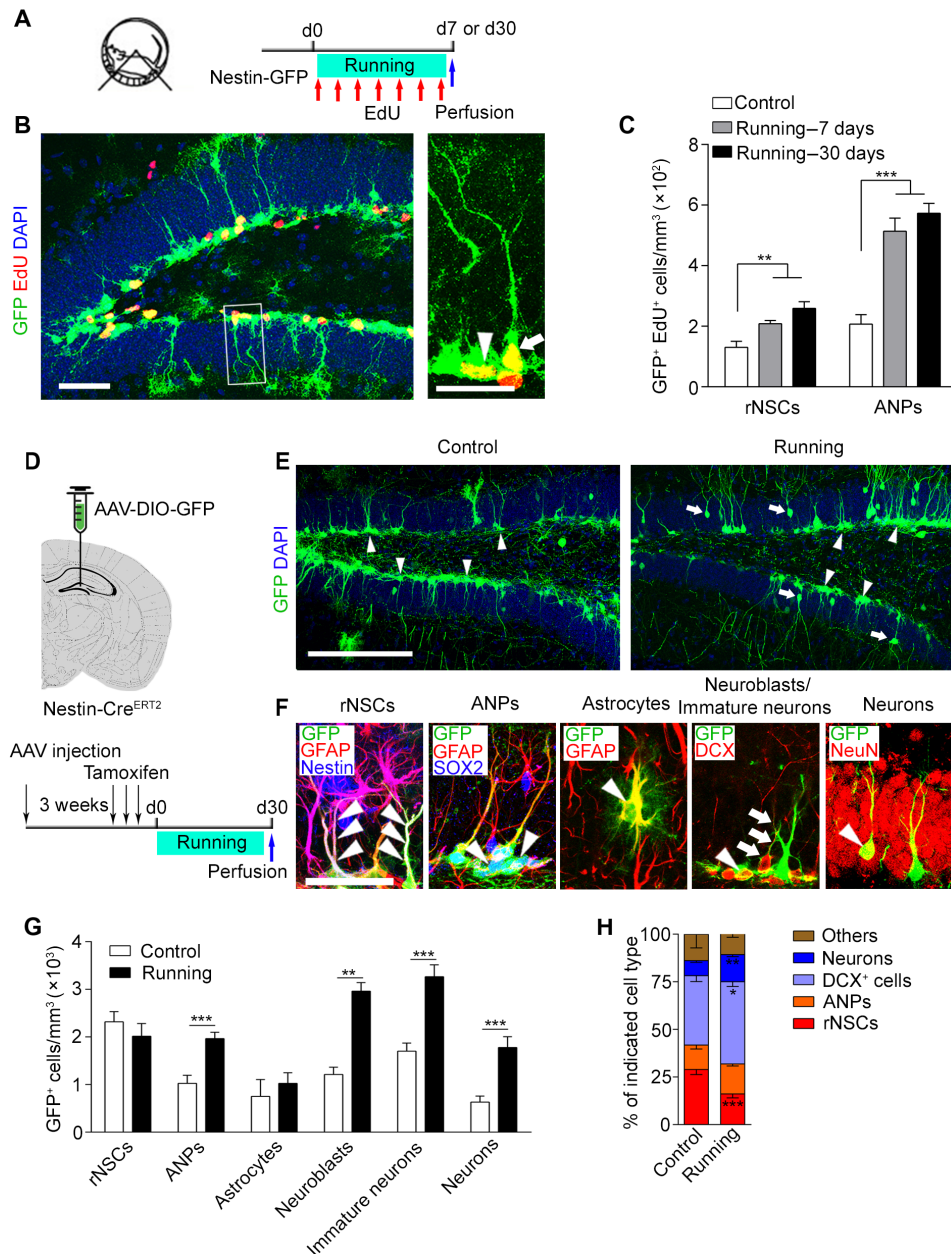 A
d0
d7 or d30
Nestin-GFP
Running
EdU
Perfusion
B
GFP EdU DAPI
C
Control
Running–7 days
Running–30 days
GFP⁺ EdU⁺ cells/mm³ (×10²)
8
6
4
2
0
**
***
rNSCs
ANPs
D
AAV-DIO-GFP
Nestin-Creᴱᴿᵀ²
AAV injection
Tamoxifen
3 weeks
d0
d30
Running
Perfusion
E
Control
Running
GFP DAPI
F
rNSCs
GFP
GFAP
Nestin
ANPs
GFP
GFAP
SOX2
Astrocytes
GFP
GFAP
Neuroblasts/
Immature neurons
GFP
DCX
Neurons
GFP
NeuN
G
Control
Running
GFP⁺ cells/mm³ (×10³)
4
3
2
1
0
***
**
***
***
rNSCs
ANPs
Astrocytes
Neuroblasts
Immature neurons
Neurons
H
% of indicated cell type
100
75
50
25
0
**
*
***
Control
Running
Others
Neurons
DCX⁺ cells
ANPs
rNSCs